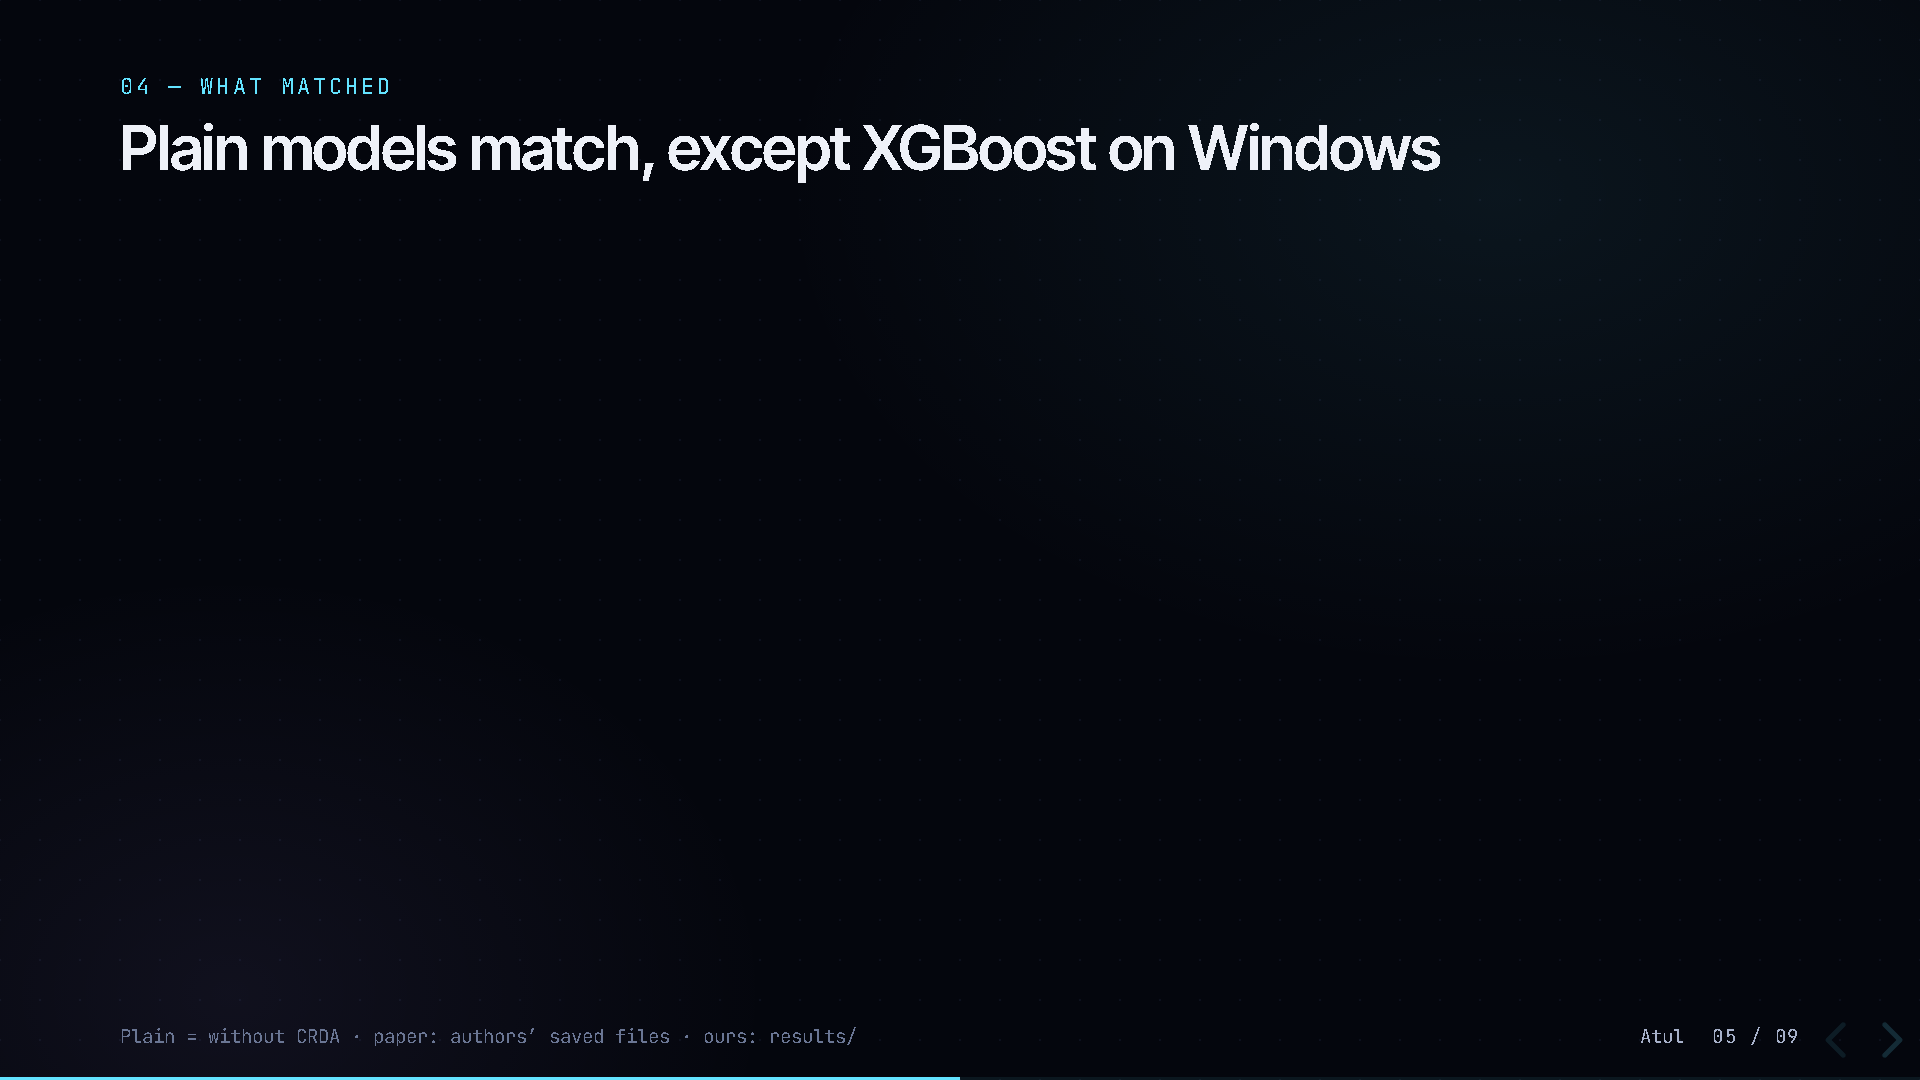 04 — WHAT MATCHED
Plain models match, except XGBoost on Windows
Plain = without CRDA · paper: authors’ saved files · ours: results/
Atul 05 / 09